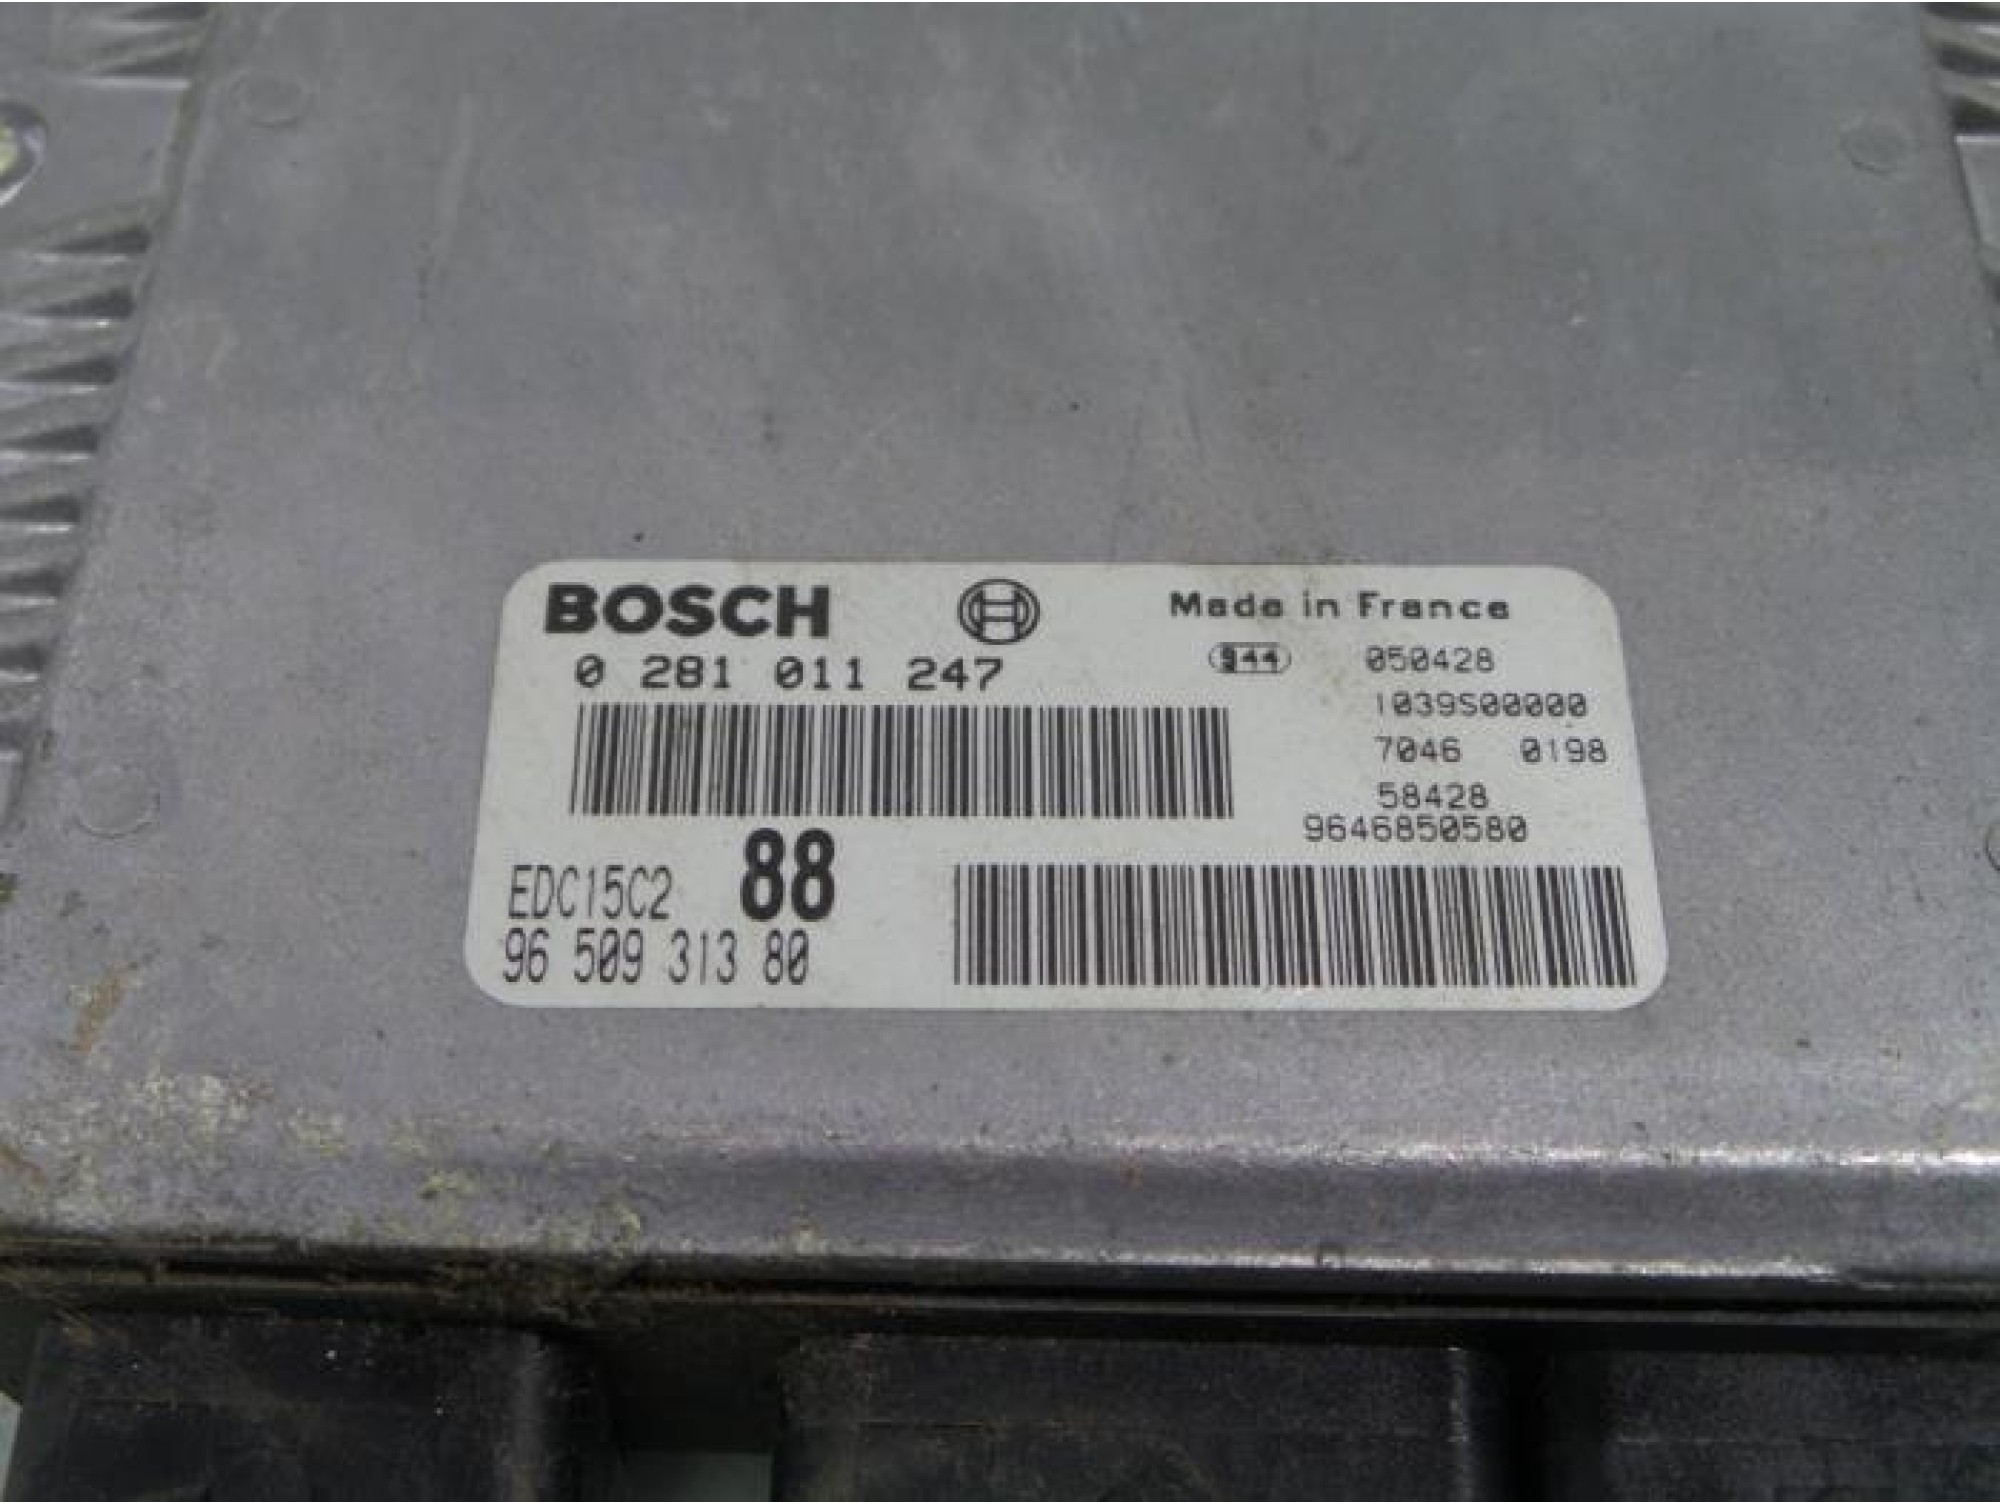 BOSCH
Made in France
0 281 011 247
944 050428
1039S00000
7046 0198
58428
9646850580
EDC15C2 88
96 509 313 80